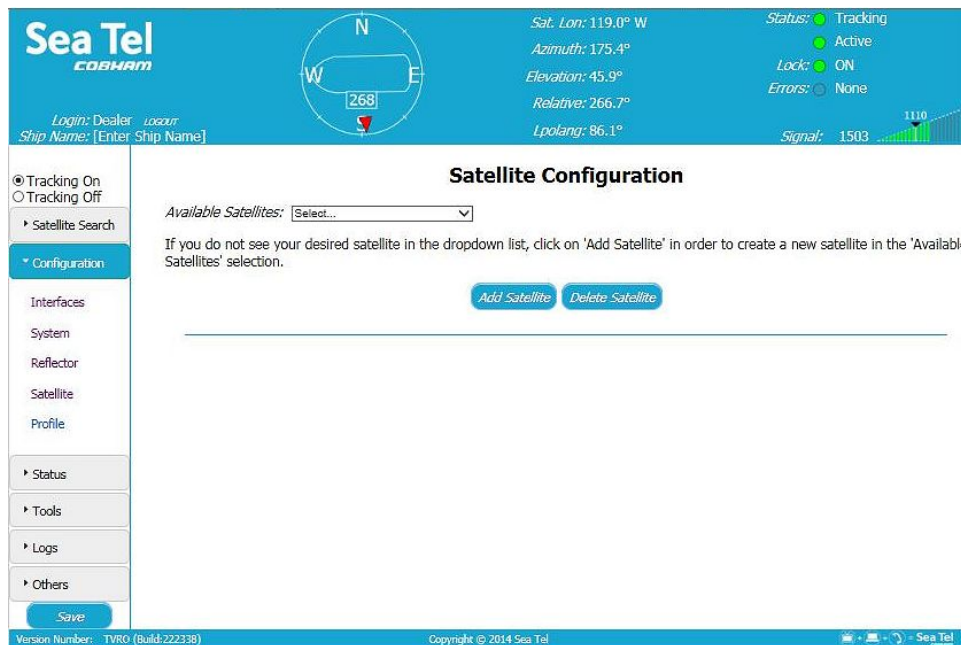 Sea Tel
COBHAM
Login: Dealer LOGOUT
Ship Name: [Enter Ship Name]
N
W
E
268
S
Sat. Lon: 119.0° W
Azimuth: 175.4°
Elevation: 45.9°
Relative: 266.7°
Lpolang: 86.1°
Status: Tracking
Active
Lock: ON
Errors: None
1110
Signal: 1503
Tracking On
Tracking Off
Satellite Search
Configuration
Interfaces
System
Reflector
Satellite
Profile
Status
Tools
Logs
Others
Save
Satellite Configuration
Available Satellites: Select...
If you do not see your desired satellite in the dropdown list, click on 'Add Satellite' in order to create a new satellite in the 'Availabl
Satellites' selection.
Add Satellite Delete Satellite
Version Number: TVRO (Build:222338)
Copyright © 2014 Sea Tel
+ + = Sea Tel